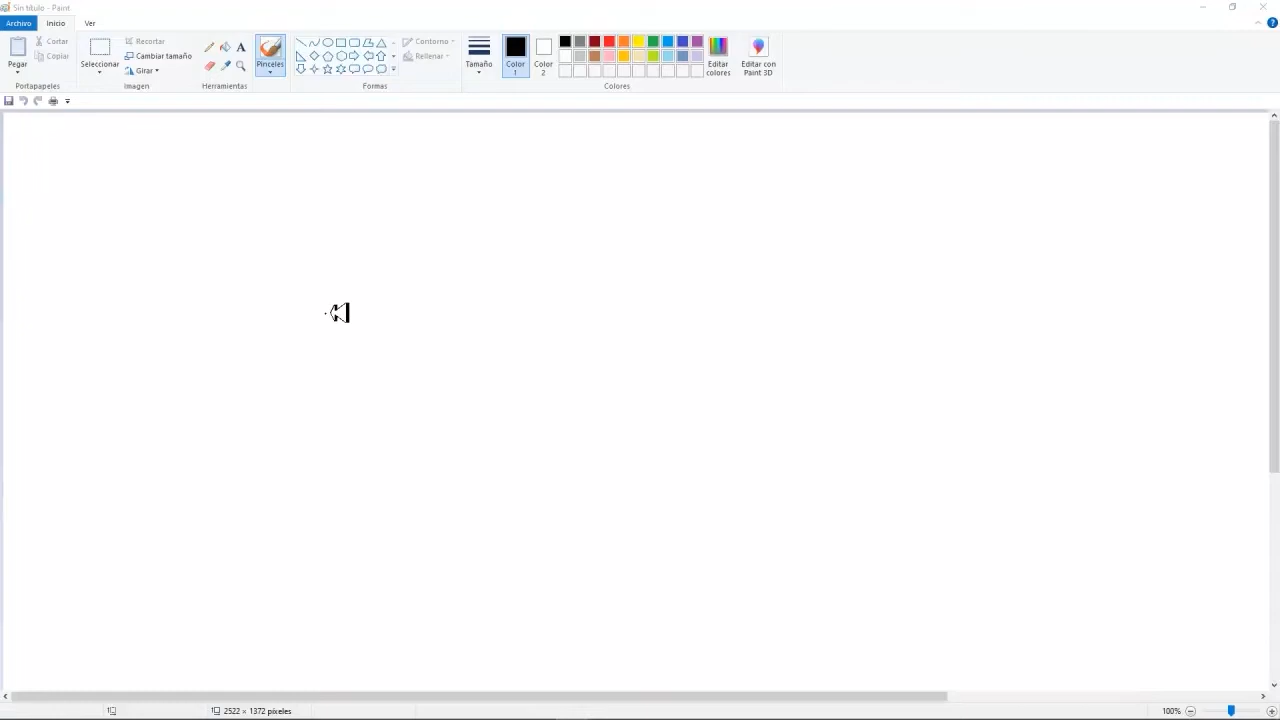 Sin título - Paint
Archivo Inicio Ver
Pegar
Cortar
Copiar
Portapapeles
Seleccionar
Recortar
Cambiar tamaño
Girar
Imagen
A
Herramientas
Pinceles
Formas
Contorno
Rellenar
Tamaño
Color 1
Color 2
Colores
Editar colores
Editar con Paint 3D
2522 × 1372 píxeles
100%